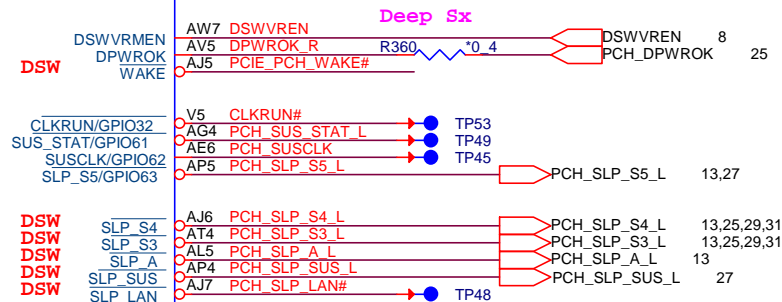 Deep Sx
DSWVRMEN AW7 DSWVREN DSWVREN 8
DPWROK AV5 DPWROK_R R360 *0_4 PCH_DPWROK 25
DSW WAKE AJ5 PCIE_PCH_WAKE#
CLKRUN/GPIO32 V5 CLKRUN# TP53
SUS_STAT/GPIO61 AG4 PCH_SUS_STAT_L TP49
SUSCLK/GPIO62 AE6 PCH_SUSCLK TP45
SLP_S5/GPIO63 AP5 PCH_SLP_S5_L PCH_SLP_S5_L 13,27
DSW SLP_S4 AJ6 PCH_SLP_S4_L PCH_SLP_S4_L 13,25,29,31
DSW SLP_S3 AT4 PCH_SLP_S3_L PCH_SLP_S3_L 13,25,29,31
DSW SLP_A AL5 PCH_SLP_A_L PCH_SLP_A_L 13
DSW SLP_SUS AP4 PCH_SLP_SUS_L PCH_SLP_SUS_L 27
DSW SLP_LAN AJ7 PCH_SLP_LAN# TP48